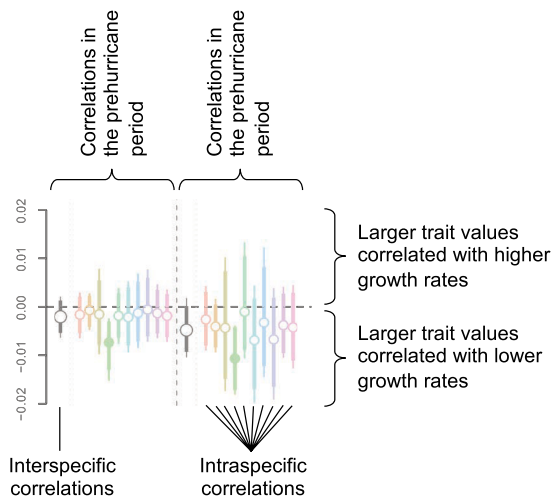 Correlations in
the prehurricane
period
Correlations in
the prehurricane
period
0.02
0.01
0.00
−0.01
−0.02
Larger trait values
correlated with higher
growth rates
Larger trait values
correlated with lower
growth rates
Interspecific
correlations
Intraspecific
correlations